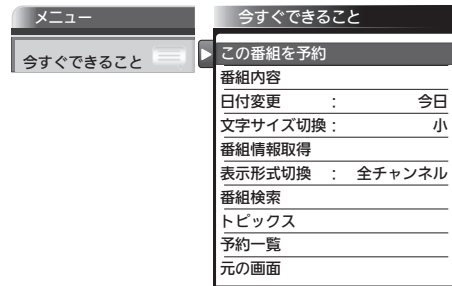 メニュー
今すぐできること
今すぐできること
この番組を予約
番組内容
日付変更 : 今日
文字サイズ切換 : 小
番組情報取得
表示形式切換 : 全チャンネル
番組検索
トピックス
予約一覧
元の画面